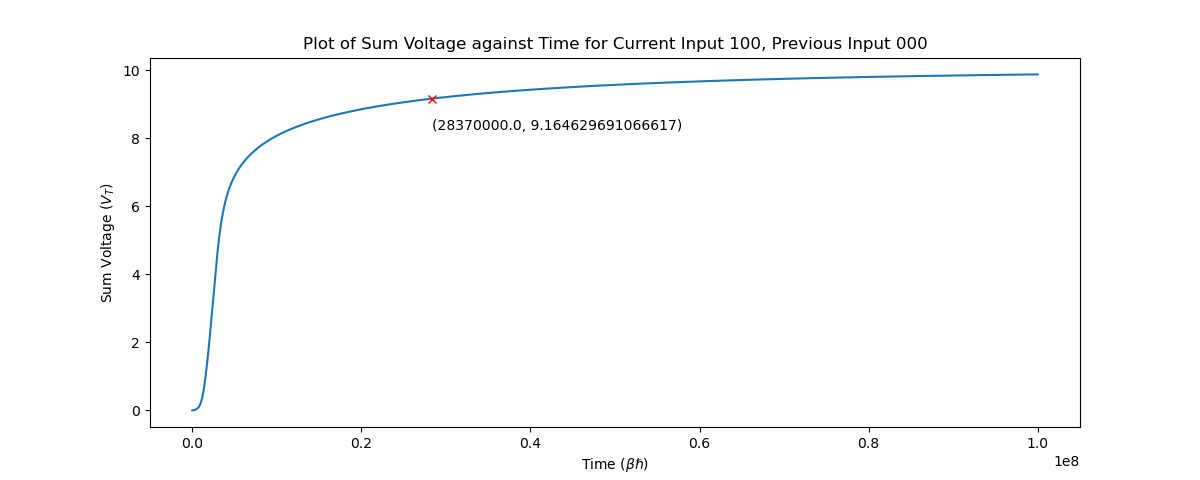 Plot of Sum Voltage against Time for Current Input 100, Previous Input 000
10
8
6
4
2
0
Sum Voltage (V_T)
(28370000.0, 9.164629691066617)
0.0 0.2 0.4 0.6 0.8 1.0
1e8
Time (βħ)